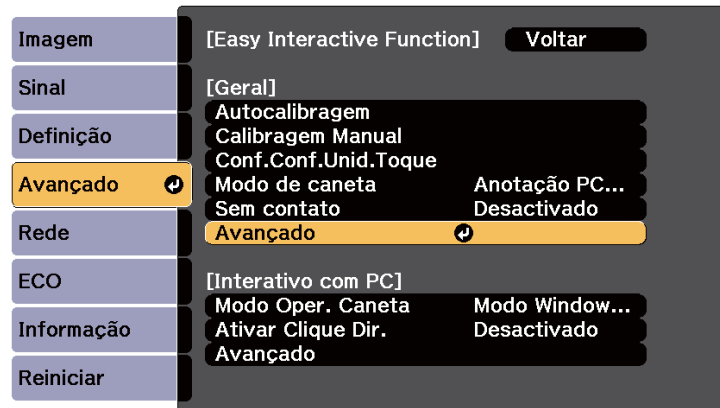 Imagem
Sinal
Definição
Avançado
Rede
ECO
Informação
Reiniciar
[Easy Interactive Function] Voltar
[Geral]
Autocalibragem
Calibragem Manual
Conf.Conf.Unid.Toque
Modo de caneta Anotação PC...
Sem contato Desactivado
Avançado
[Interativo com PC]
Modo Oper. Caneta Modo Window...
Ativar Clique Dir. Desactivado
Avançado